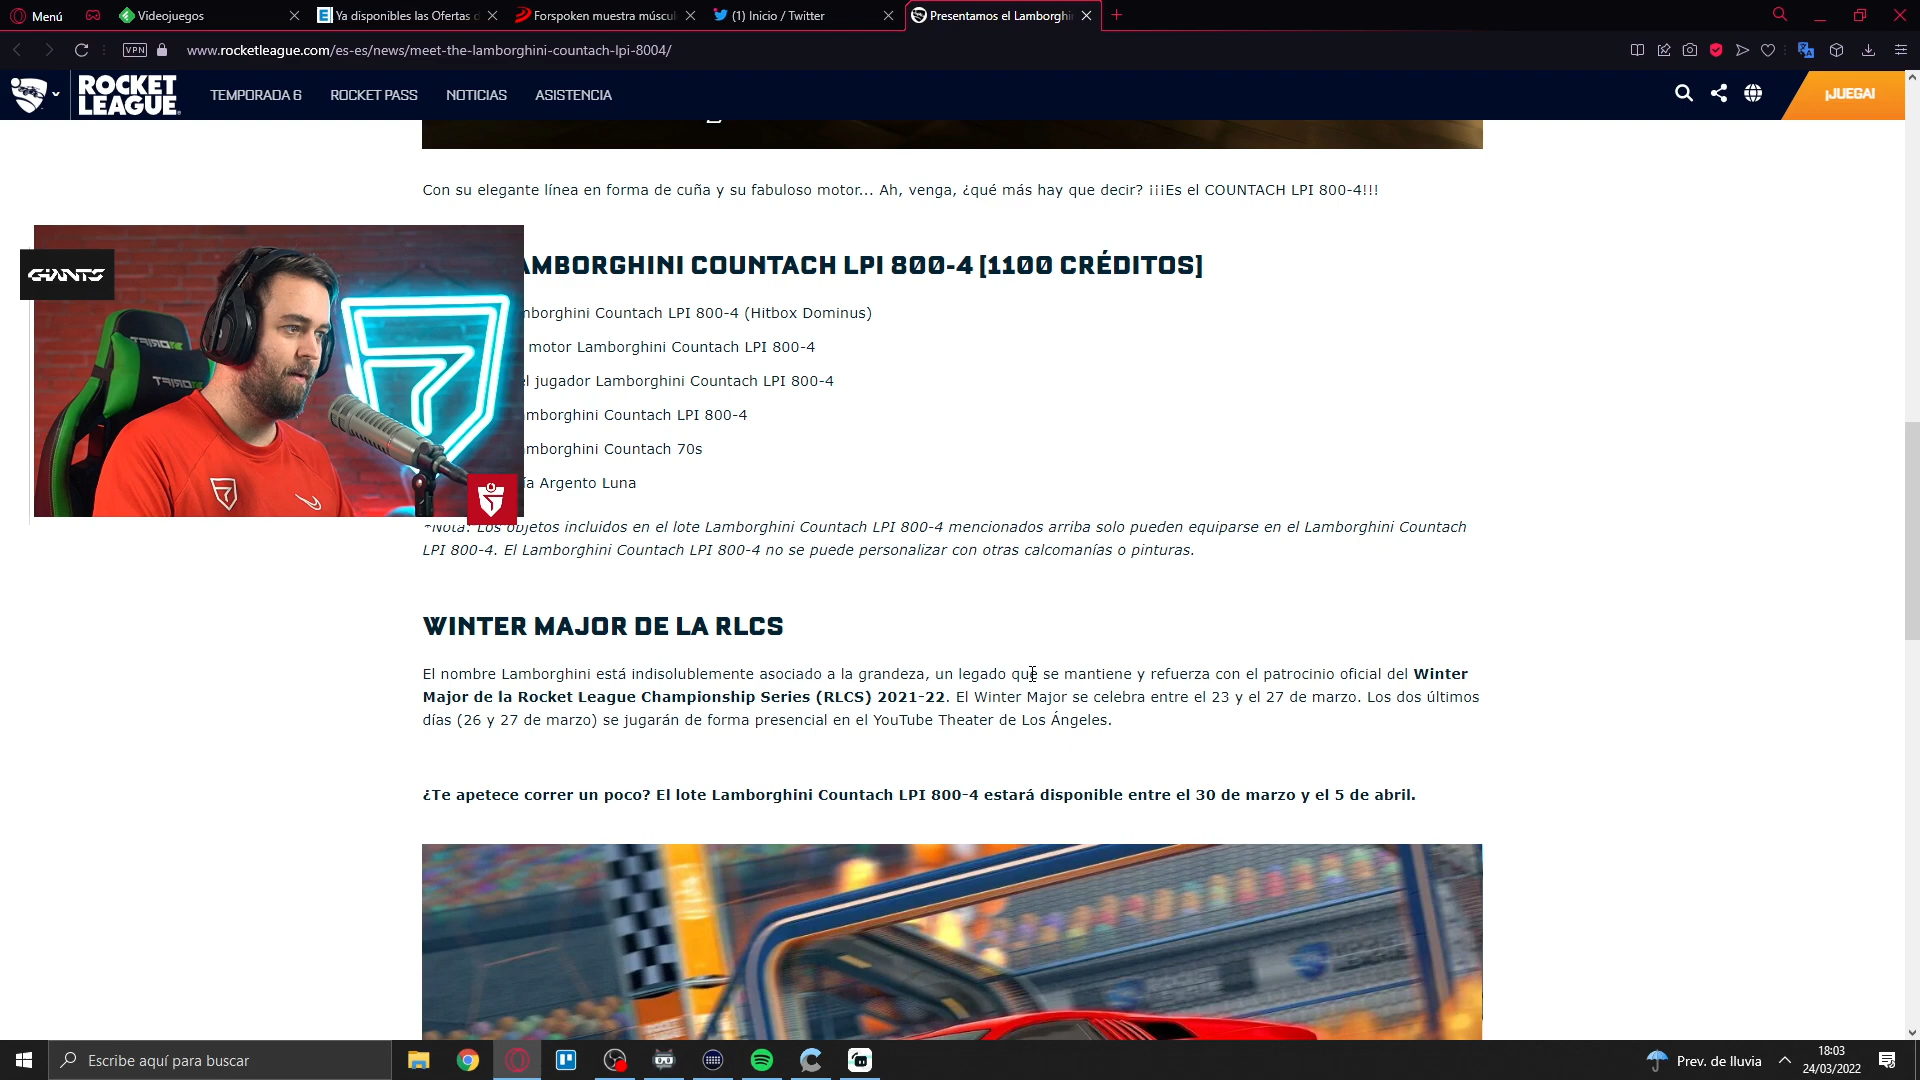 Menú
Videojuegos
Ya disponibles las Ofertas d
Forspoken muestra múscul
(1) Inicio / Twitter
Presentamos el Lamborghin
VPN
www.rocketleague.com/es-es/news/meet-the-lamborghini-countach-lpi-8004/
ROCKET
LEAGUE
TEMPORADA 6
ROCKET PASS
NOTICIAS
ASISTENCIA
¡JUEGA!
Con su elegante línea en forma de cuña y su fabuloso motor... Ah, venga, ¿qué más hay que decir? ¡¡¡Es el COUNTACH LPI 800-4!!!
AMBORGHINI COUNTACH LPI 800-4 [1100 CRÉDITOS]
GIANTS
mborghini Countach LPI 800-4 (Hitbox Dominus)
motor Lamborghini Countach LPI 800-4
el jugador Lamborghini Countach LPI 800-4
amborghini Countach LPI 800-4
amborghini Countach 70s
ía Argento Luna
*Nota: Los objetos incluidos en el lote Lamborghini Countach LPI 800-4 mencionados arriba solo pueden equiparse en el Lamborghini Countach
LPI 800-4. El Lamborghini Countach LPI 800-4 no se puede personalizar con otras calcomanías o pinturas.
WINTER MAJOR DE LA RLCS
El nombre Lamborghini está indisolublemente asociado a la grandeza, un legado que se mantiene y refuerza con el patrocinio oficial del Winter
Major de la Rocket League Championship Series (RLCS) 2021-22. El Winter Major se celebra entre el 23 y el 27 de marzo. Los dos últimos
días (26 y 27 de marzo) se jugarán de forma presencial en el YouTube Theater de Los Ángeles.
¿Te apetece correr un poco? El lote Lamborghini Countach LPI 800-4 estará disponible entre el 30 de marzo y el 5 de abril.
Escribe aquí para buscar
Prev. de lluvia
18:03
24/03/2022